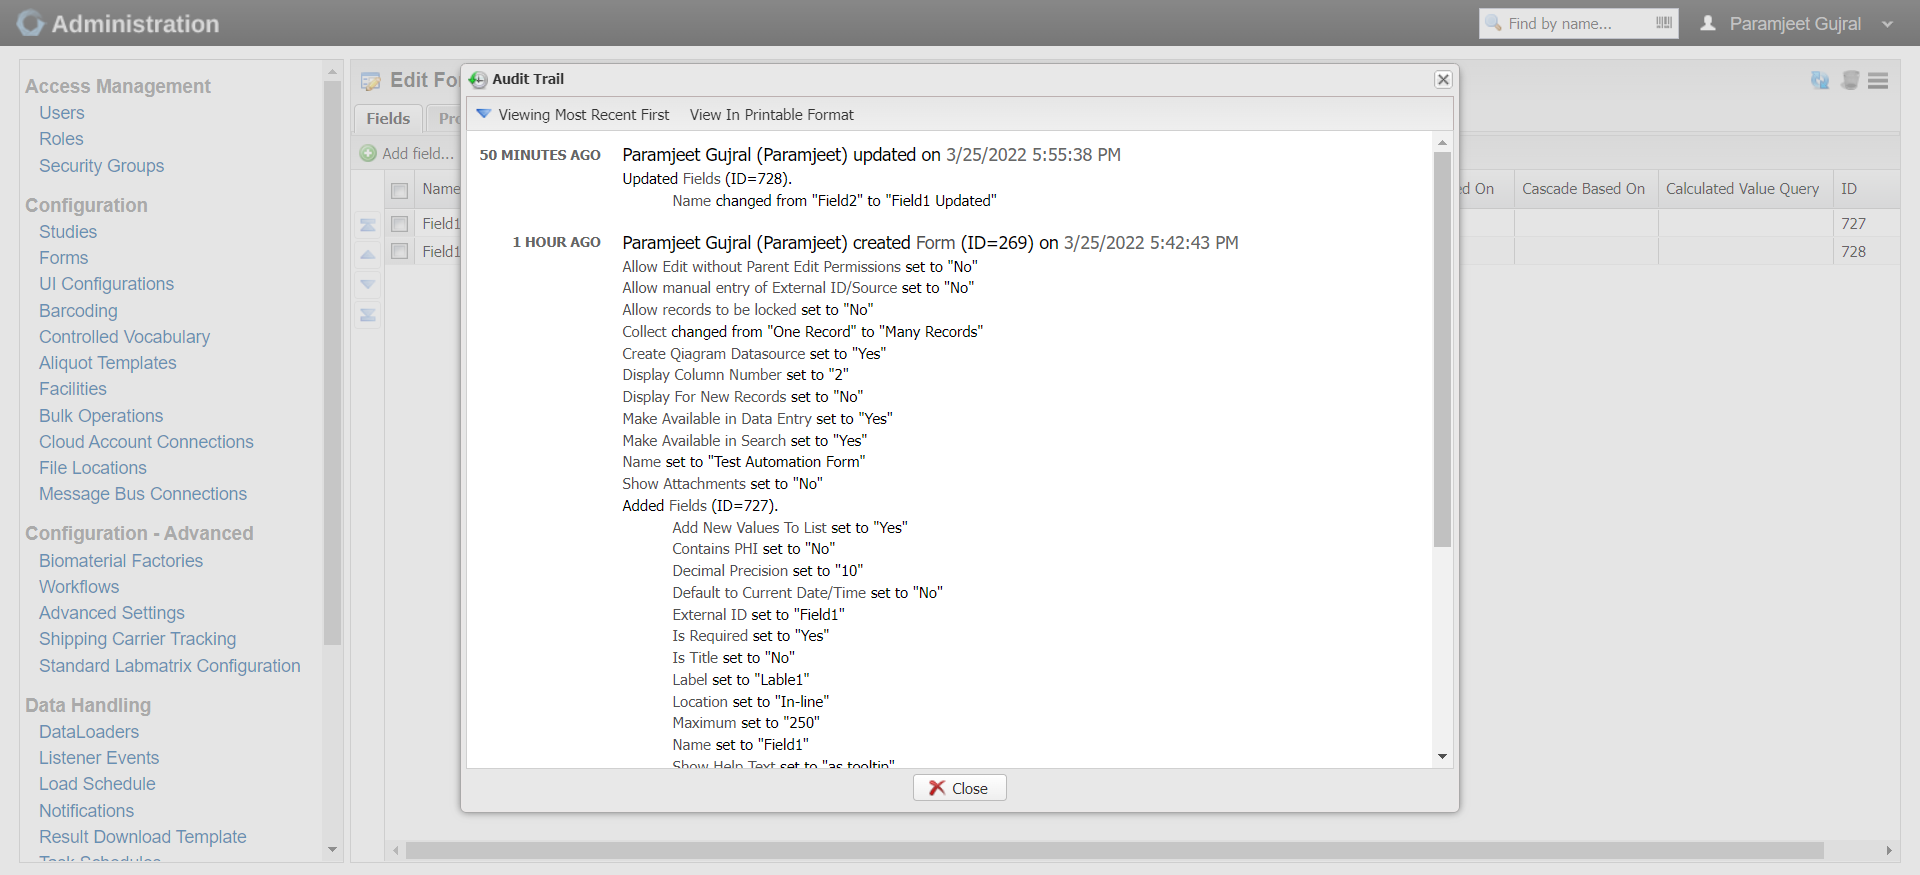 Administration
Find by name...
Paramjeet Gujral
Access Management
Users
Roles
Security Groups
Configuration
Studies
Forms
UI Configurations
Barcoding
Controlled Vocabulary
Aliquot Templates
Facilities
Bulk Operations
Cloud Account Connections
File Locations
Message Bus Connections
Configuration - Advanced
Biomaterial Factories
Workflows
Advanced Settings
Shipping Carrier Tracking
Standard Labmatrix Configuration
Data Handling
DataLoaders
Listener Events
Load Schedule
Notifications
Result Download Template
Task Schedules
Edit Fo
Fields
Pr
Add field...
Name
Field1
Field1
ed On
Cascade Based On
Calculated Value Query
ID
727
728
Audit Trail
Viewing Most Recent First
View In Printable Format
50 MINUTES AGO
Paramjeet Gujral (Paramjeet) updated on 3/25/2022 5:55:38 PM
Updated Fields (ID=728).
Name changed from "Field2" to "Field1 Updated"
1 HOUR AGO
Paramjeet Gujral (Paramjeet) created Form (ID=269) on 3/25/2022 5:42:43 PM
Allow Edit without Parent Edit Permissions set to "No"
Allow manual entry of External ID/Source set to "No"
Allow records to be locked set to "No"
Collect changed from "One Record" to "Many Records"
Create Qiagram Datasource set to "Yes"
Display Column Number set to "2"
Display For New Records set to "No"
Make Available in Data Entry set to "Yes"
Make Available in Search set to "Yes"
Name set to "Test Automation Form"
Show Attachments set to "No"
Added Fields (ID=727).
Add New Values To List set to "Yes"
Contains PHI set to "No"
Decimal Precision set to "10"
Default to Current Date/Time set to "No"
External ID set to "Field1"
Is Required set to "Yes"
Is Title set to "No"
Label set to "Lable1"
Location set to "In-line"
Maximum set to "250"
Name set to "Field1"
Show Help Text set to "as tooltip"
Close